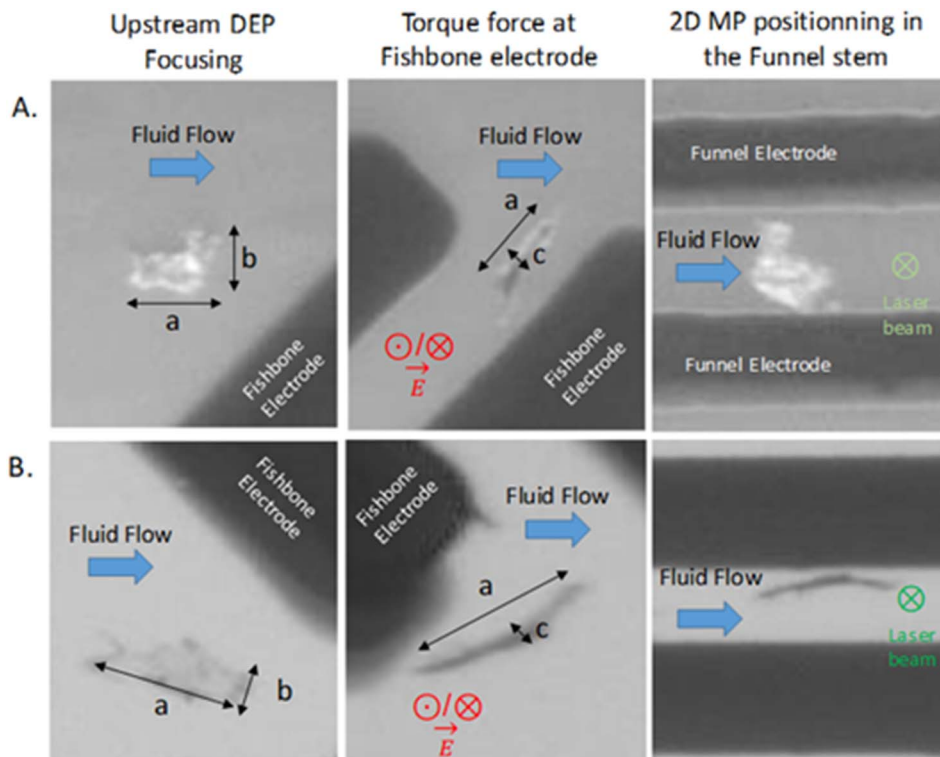 Upstream DEP
Focusing
Torque force at
Fishbone electrode
2D MP positionning in
the Funnel stem
A.
Fluid Flow
b
a
Fishbone
Electrode
Fluid Flow
a
c
⊙/⊗
E
Fishbone
Electrode
Funnel Electrode
Fluid Flow
Laser
beam
Funnel Electrode
B.
Fishbone
Electrode
Fluid Flow
a
b
Fishbone
Electrode
Fluid Flow
a
c
⊙/⊗
E
Fluid Flow
Laser
beam